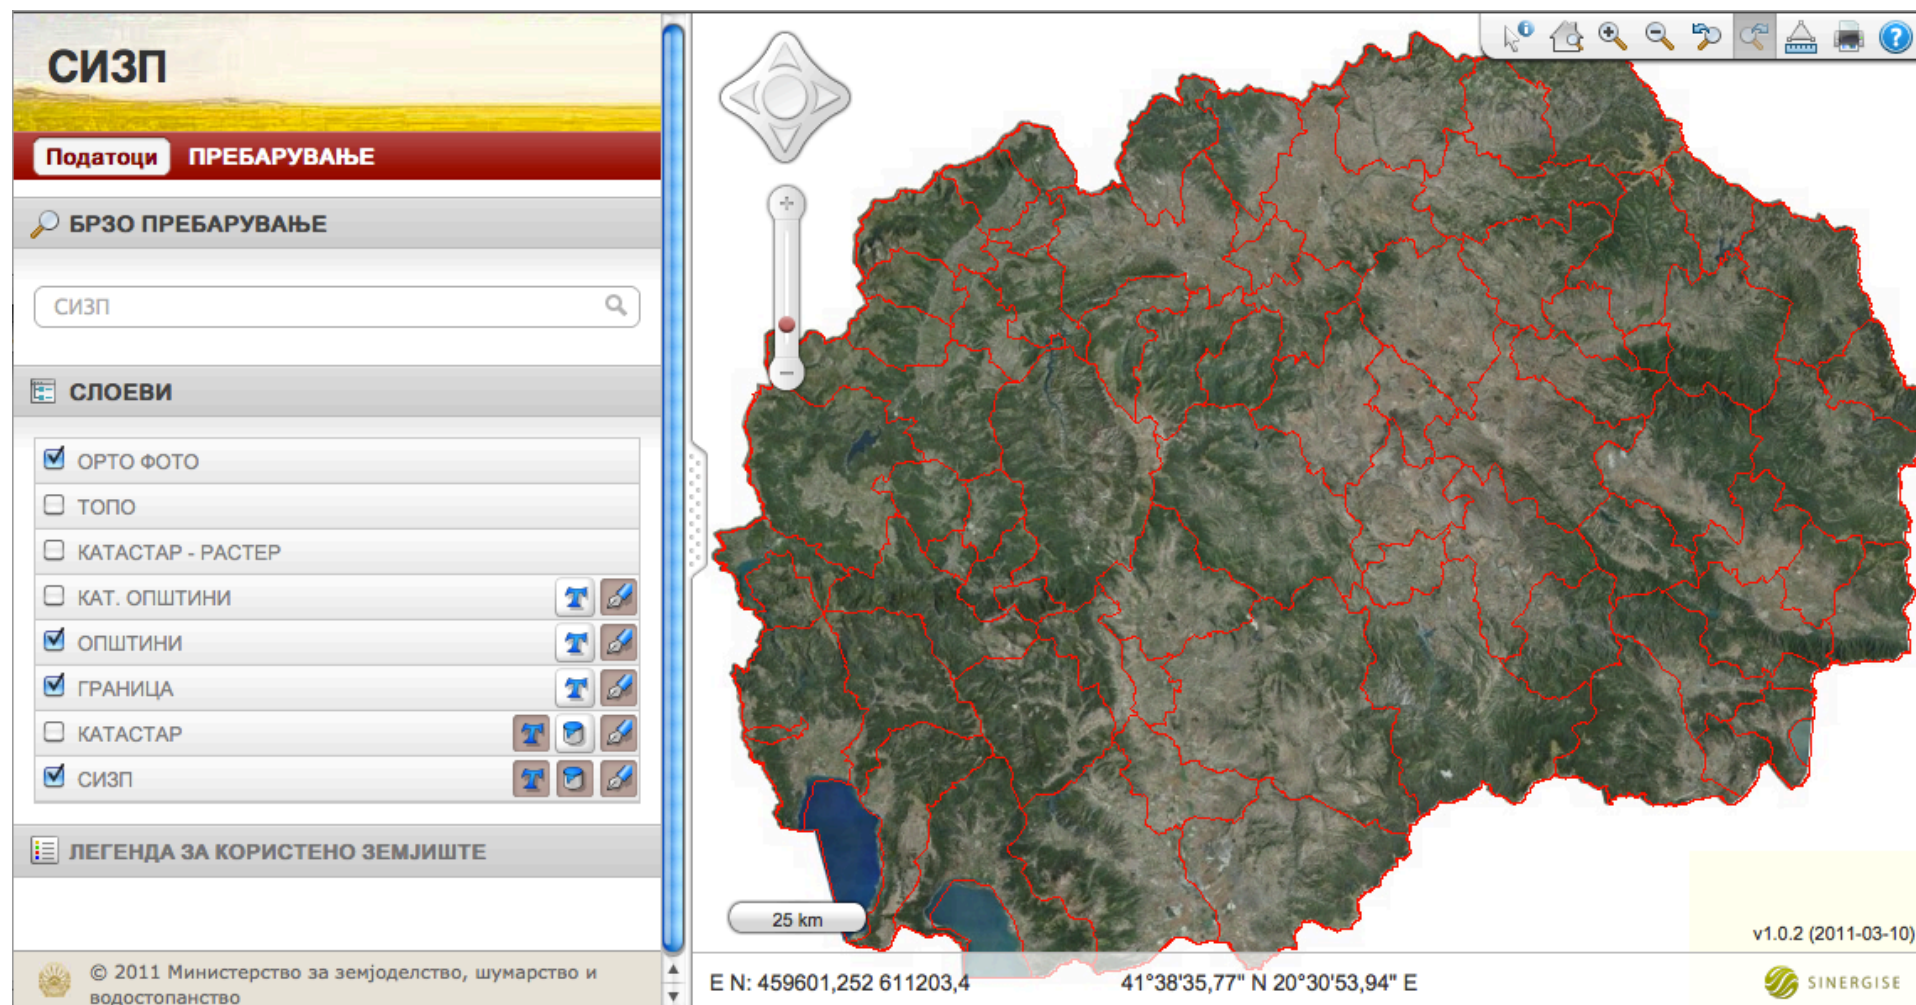 СИЗП
Податоци ПРЕБАРУВАЊЕ
БРЗО ПРЕБАРУВАЊЕ
СИЗП
СЛОЕВИ
ОРТО ФОТО
ТОПО
КАТАСТАР - РАСТЕР
КАТ. ОПШТИНИ
ОПШТИНИ
ГРАНИЦА
КАТАСТАР
СИЗП
ЛЕГЕНДА ЗА КОРИСТЕНО ЗЕМЈИШТЕ
© 2011 Министерство за земјоделство, шумарство и
водостопанство
25 km
v1.0.2 (2011-03-10)
E N: 459601,252 611203,4 41°38'35,77" N 20°30'53,94" E
SINERGISE